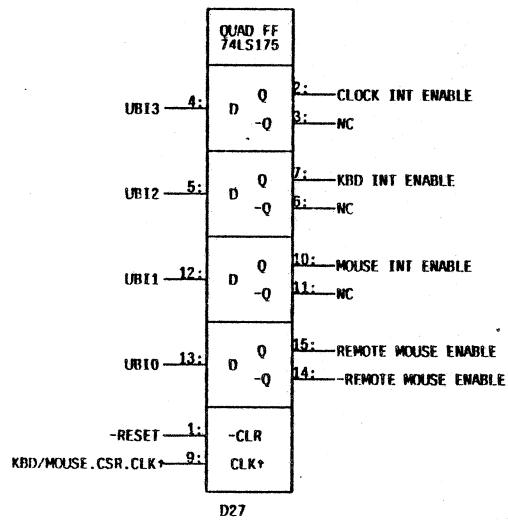 QUAD FF
74LS175
UBI3 4: D Q 2: CLOCK INT ENABLE
-Q 3: NC
UBI2 5: D Q 7: KBD INT ENABLE
-Q 6: NC
UBI1 12: D Q 10: MOUSE INT ENABLE
-Q 11: NC
UBI0 13: D Q 15: REMOTE MOUSE ENABLE
-Q 14: -REMOTE MOUSE ENABLE
-RESET 1: -CLR
KBD/MOUSE.CSR.CLK↑ 9: CLK↑
D27